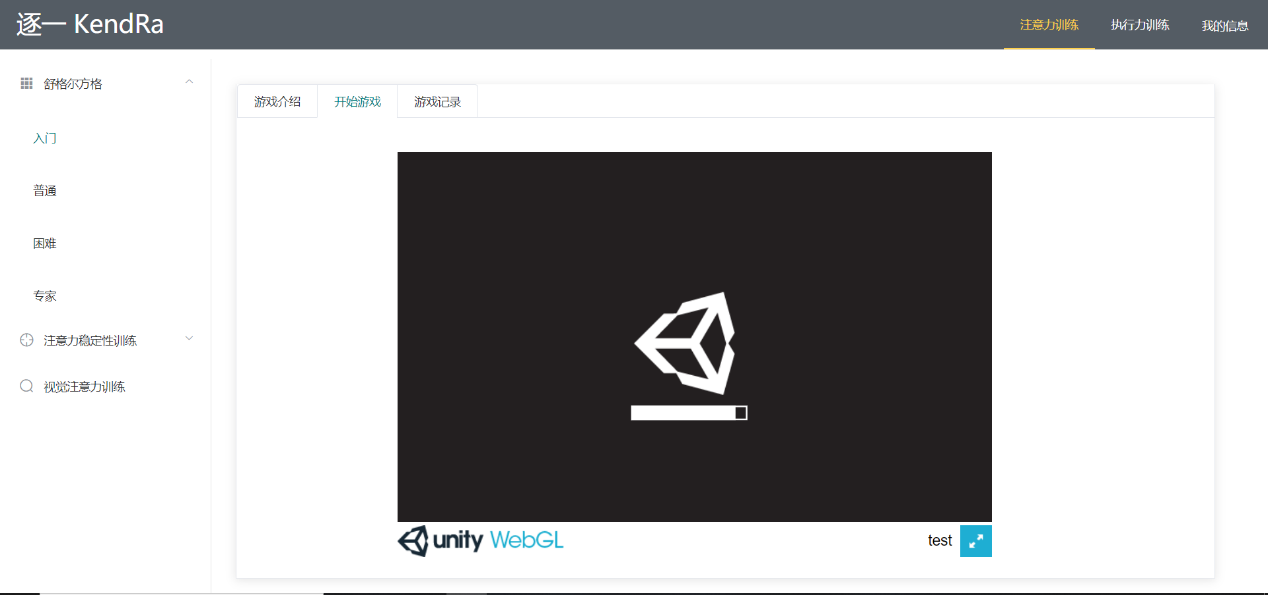 逐一 KendRa
注意力训练
执行力训练
我的信息
舒格尔方格
入门
普通
困难
专家
注意力稳定性训练
视觉注意力训练
游戏介绍
开始游戏
游戏记录
unity WebGL
test